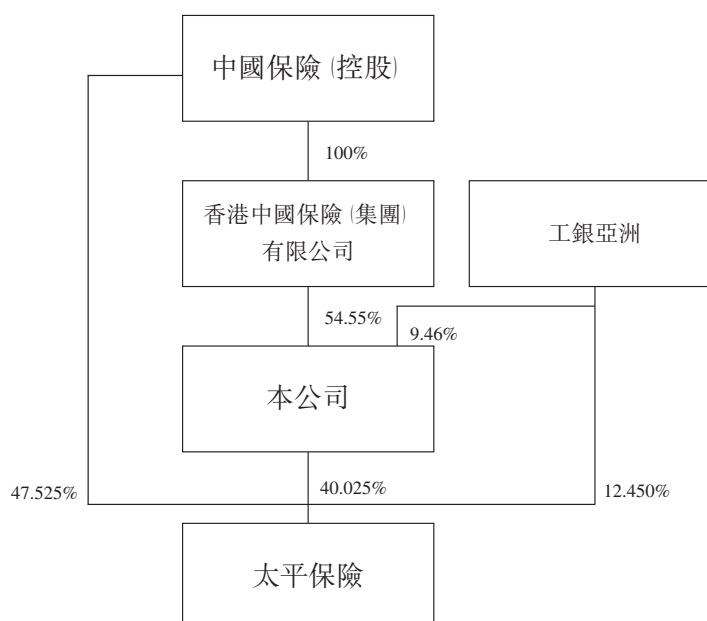 中國保險(控股)
100%
香港中國保險(集團)
有限公司
工銀亞洲
54.55%
9.46%
本公司
47.525%
40.025%
12.450%
太平保險